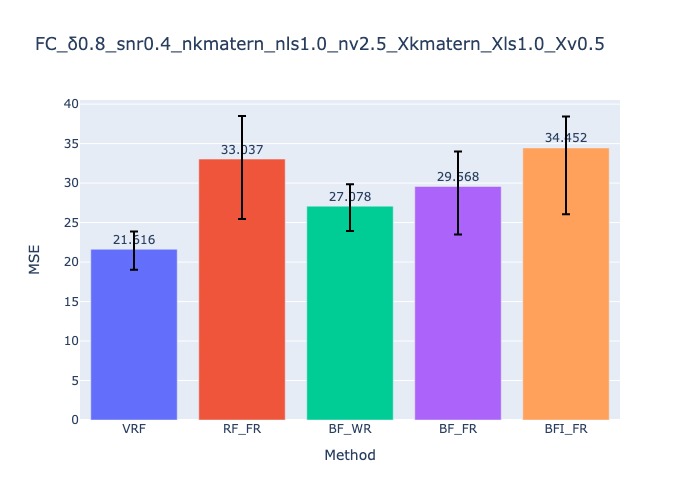 FC_δ0.8_snr0.4_nkmatern_nls1.0_nv2.5_Xkmatern_Xls1.0_Xv0.5
40
35
30
25
20
15
10
5
0
MSE
21.616
33.037
27.078
29.568
34.452
VRF
RF_FR
BF_WR
BF_FR
BFI_FR
Method